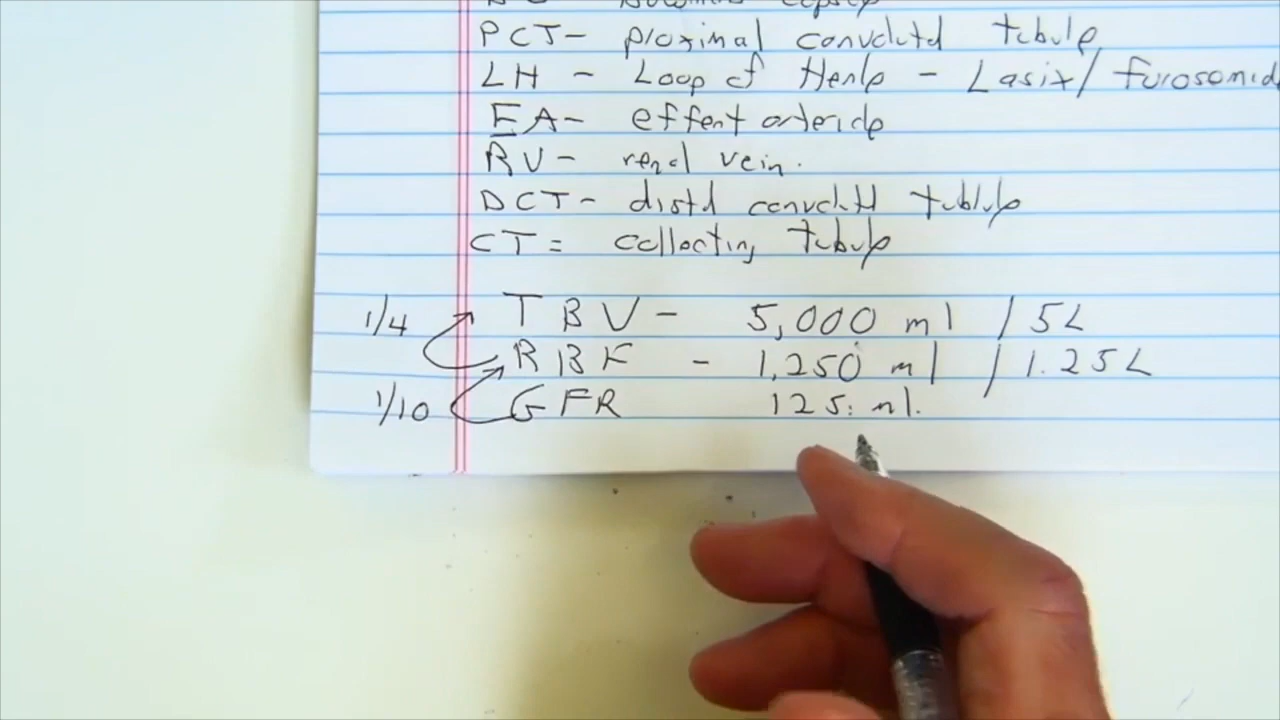 PCT- proximal convoluted tubule
LH - Loop of Henle - Lasix/furosomid
EA- efferent arteriole
RV- renal vein.
DCT- distal convoluted tubule
CT= collecting tubule
1/4 TBV- 5,000 ml / 5L
RBF - 1,250 ml / 1.25L
1/10 GFR 125 ml.